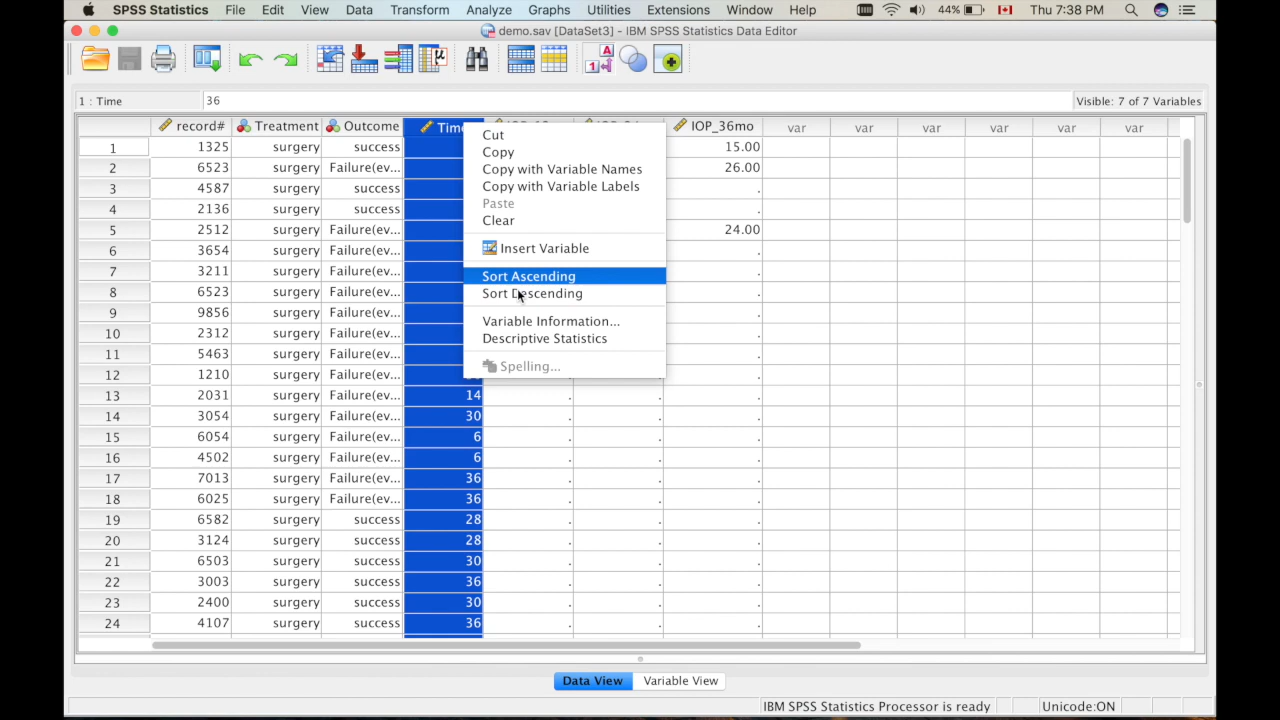 SPSS Statistics File Edit View Data Transform Analyze Graphs Utilities Extensions Window Help 44% Thu 7:38 PM
demo.sav [DataSet3] - IBM SPSS Statistics Data Editor
1 : Time 36 Visible: 7 of 7 Variables
record# Treatment Outcome Time IOP_36mo var var var var var var
1 1325 surgery success 15.00
2 6523 surgery Failure(ev... 26.00
3 4587 surgery success .
4 2136 surgery success .
5 2512 surgery Failure(ev... 24.00
6 3654 surgery Failure(ev... .
7 3211 surgery Failure(ev... .
8 6523 surgery Failure(ev... .
9 9856 surgery Failure(ev... .
10 2312 surgery Failure(ev... .
11 5463 surgery Failure(ev... .
12 1210 surgery Failure(ev... .
13 2031 surgery Failure(ev... 14 . . .
14 3054 surgery Failure(ev... 30 . . .
15 6054 surgery Failure(ev... 6 . . .
16 4502 surgery Failure(ev... 6 . . .
17 7013 surgery Failure(ev... 36 . . .
18 6025 surgery Failure(ev... 36 . . .
19 6582 surgery success 28 . . .
20 3124 surgery success 28 . . .
21 6503 surgery success 30 . . .
22 3003 surgery success 36 . . .
23 2400 surgery success 30 . . .
24 4107 surgery success 36 . . .
Cut
Copy
Copy with Variable Names
Copy with Variable Labels
Paste
Clear
Insert Variable
Sort Ascending
Sort Descending
Variable Information...
Descriptive Statistics
Spelling...
Data View Variable View
IBM SPSS Statistics Processor is ready Unicode:ON